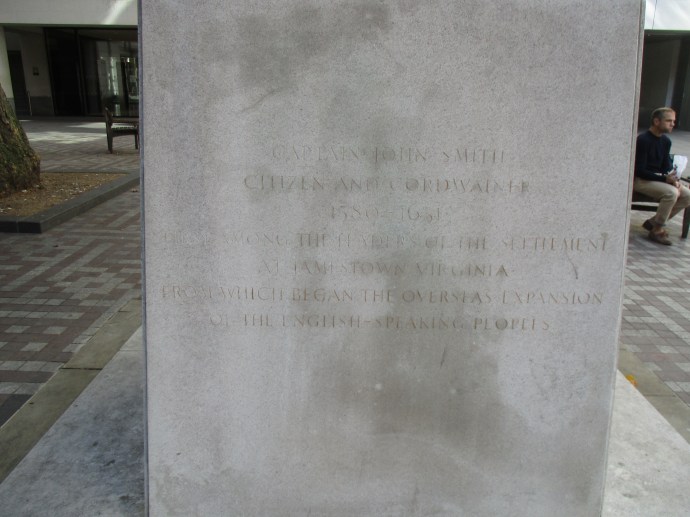 CAPTAIN JOHN SMITH
CITIZEN AND CORDWAINER
1580–1631
FIRST AMONG THE LEADERS OF THE SETTLEMENT
AT JAMESTOWN VIRGINIA
FROM WHICH BEGAN THE OVERSEAS EXPANSION
OF THE ENGLISH-SPEAKING PEOPLES